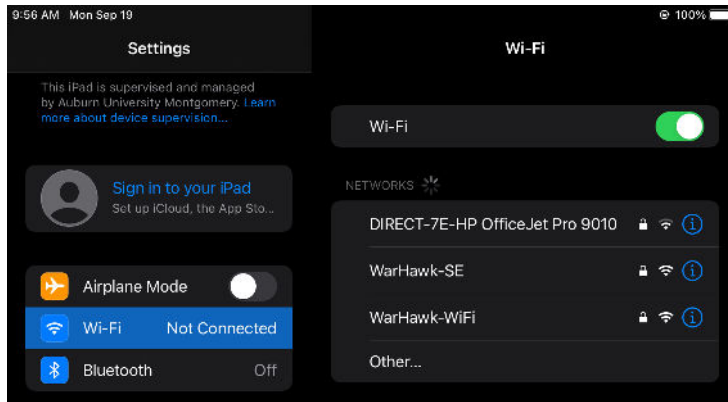 9:56 AM Mon Sep 19
100%
Settings
This iPad is supervised and managed
by Auburn University Montgomery. Learn
more about device supervision...
Sign in to your iPad
Set up iCloud, the App Sto...
Airplane Mode
Wi-Fi Not Connected
Bluetooth Off
Wi-Fi
Wi-Fi
NETWORKS
DIRECT-7E-HP OfficeJet Pro 9010
WarHawk-SE
WarHawk-WiFi
Other...